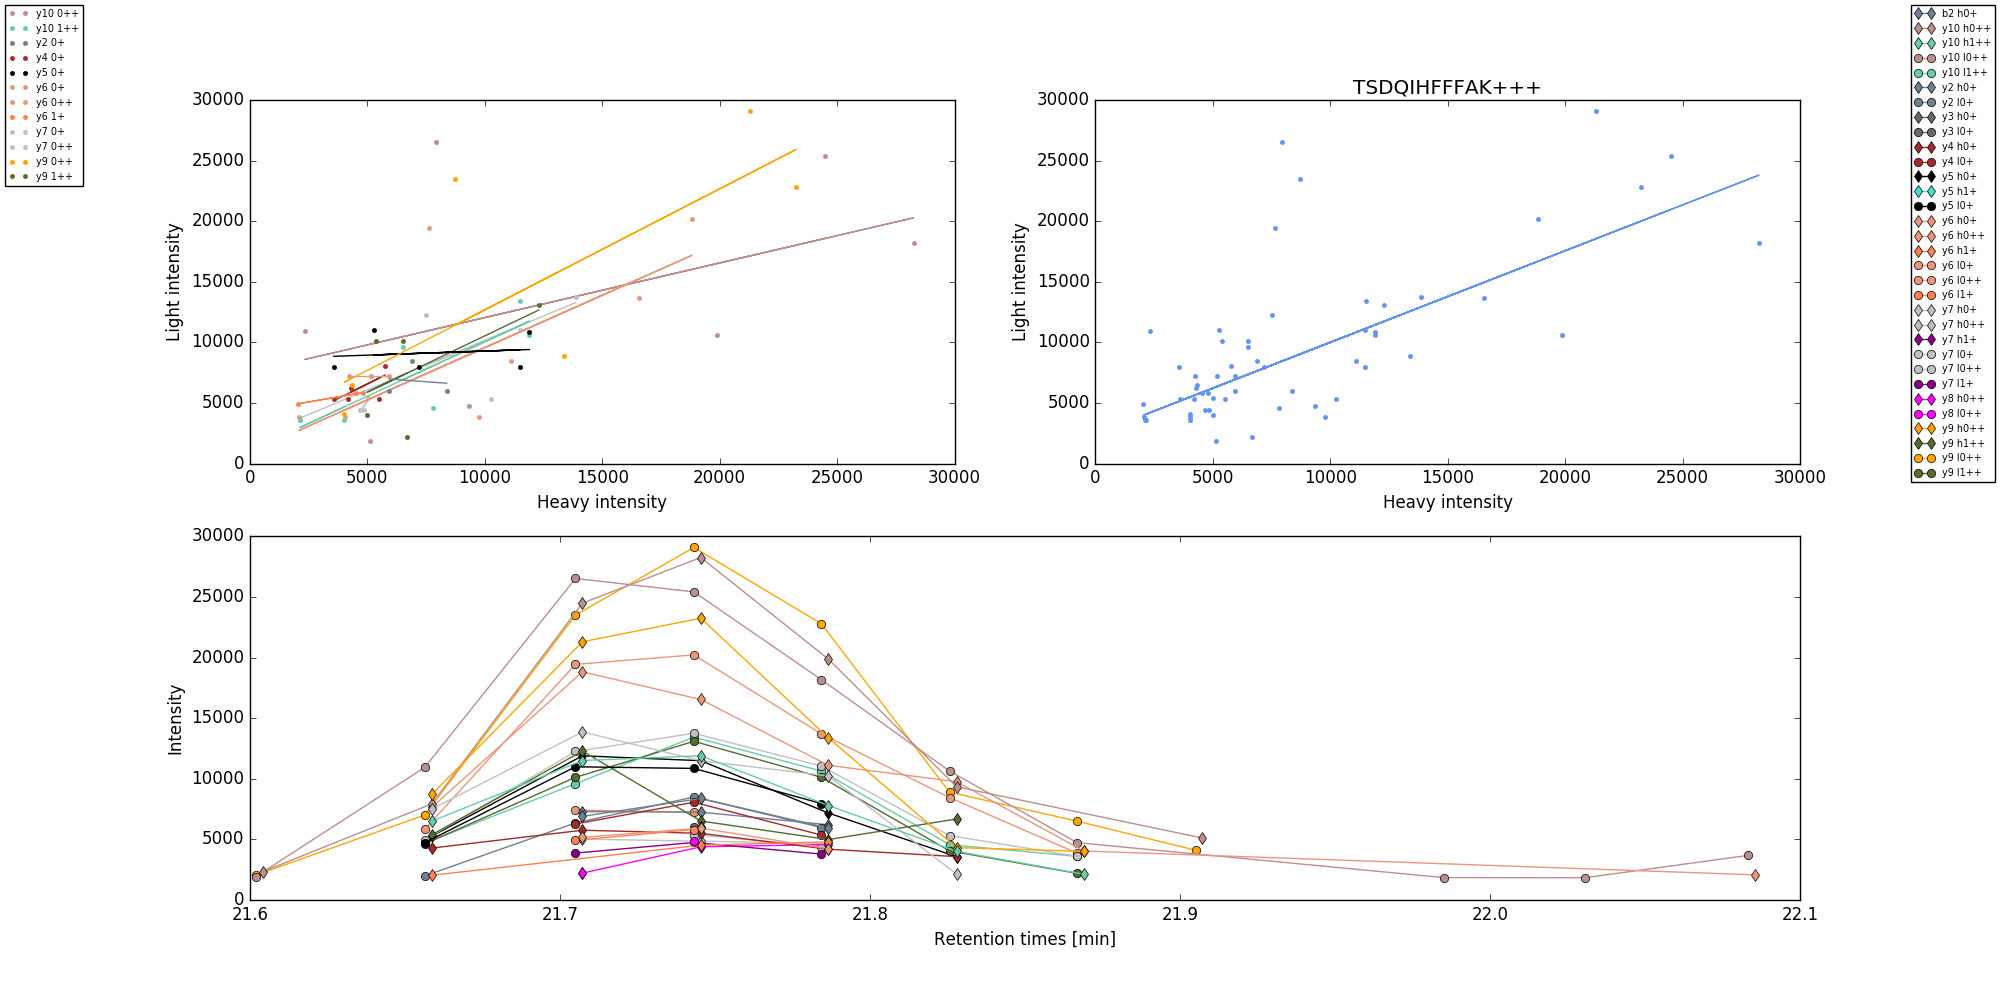 y10 0++
y10 1++
y2 0+
y4 0+
y5 0+
y6 0+
y6 0++
y6 1+
y7 0+
y7 0++
y9 0++
y9 1++
30000
25000
20000
15000
10000
5000
0
Light intensity
0 5000 10000 15000 20000 25000 30000
Heavy intensity
TSDQIHFFFAK+++
30000
25000
20000
15000
10000
5000
0
Light intensity
0 5000 10000 15000 20000 25000 30000
Heavy intensity
b2 h0+
y10 h0++
y10 h1++
y10 l0++
y10 l1++
y2 h0+
y2 l0+
y3 h0+
y3 l0+
y4 h0+
y4 l0+
y5 h0+
y5 h1+
y5 l0+
y6 h0+
y6 h0++
y6 h1+
y6 l0+
y6 l0++
y6 l1+
y7 h0+
y7 h0++
y7 h1+
y7 l0+
y7 l0++
y7 l1+
y8 h0++
y8 l0++
y9 h0++
y9 h1++
y9 l0++
y9 l1++
30000
25000
20000
15000
10000
5000
0
Intensity
21.6 21.7 21.8 21.9 22.0 22.1
Retention times [min]